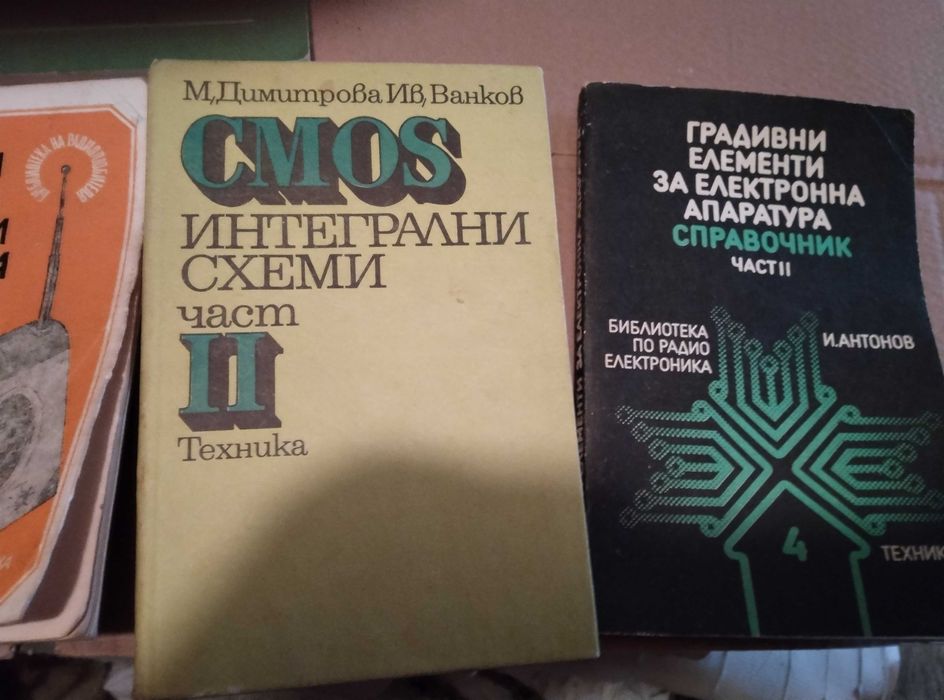 БИБЛИОТЕКА НА РАДИОЛЮБИТЕЛЯ
М. Димитрова Ив. Ванков
CMOS
ИНТЕГРАЛНИ
СХЕМИ
част
II
Техника
ГРАДИВНИ
ЕЛЕМЕНТИ
ЗА ЕЛЕКТРОННА
АПАРАТУРА
СПРАВОЧНИК
ЧАСТ II
БИБЛИОТЕКА
ПО РАДИО
ЕЛЕКТРОНИКА
И. АНТОНОВ
4
ТЕХНИК